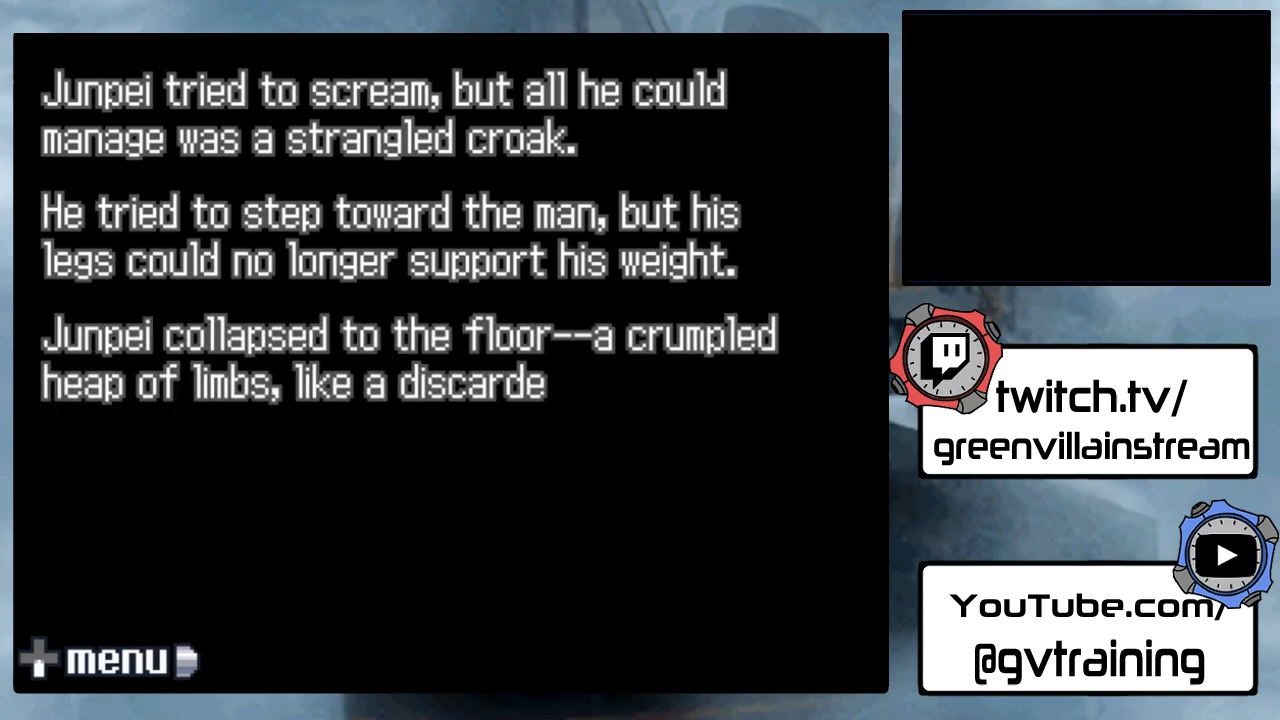 Junpei tried to scream, but all he could
manage was a strangled croak.
He tried to step toward the man, but his
legs could no longer support his weight.
Junpei collapsed to the floor--a crumpled
heap of limbs, like a discarde
menu
twitch.tv/
greenvillainstream
YouTube.com/
@gvtraining